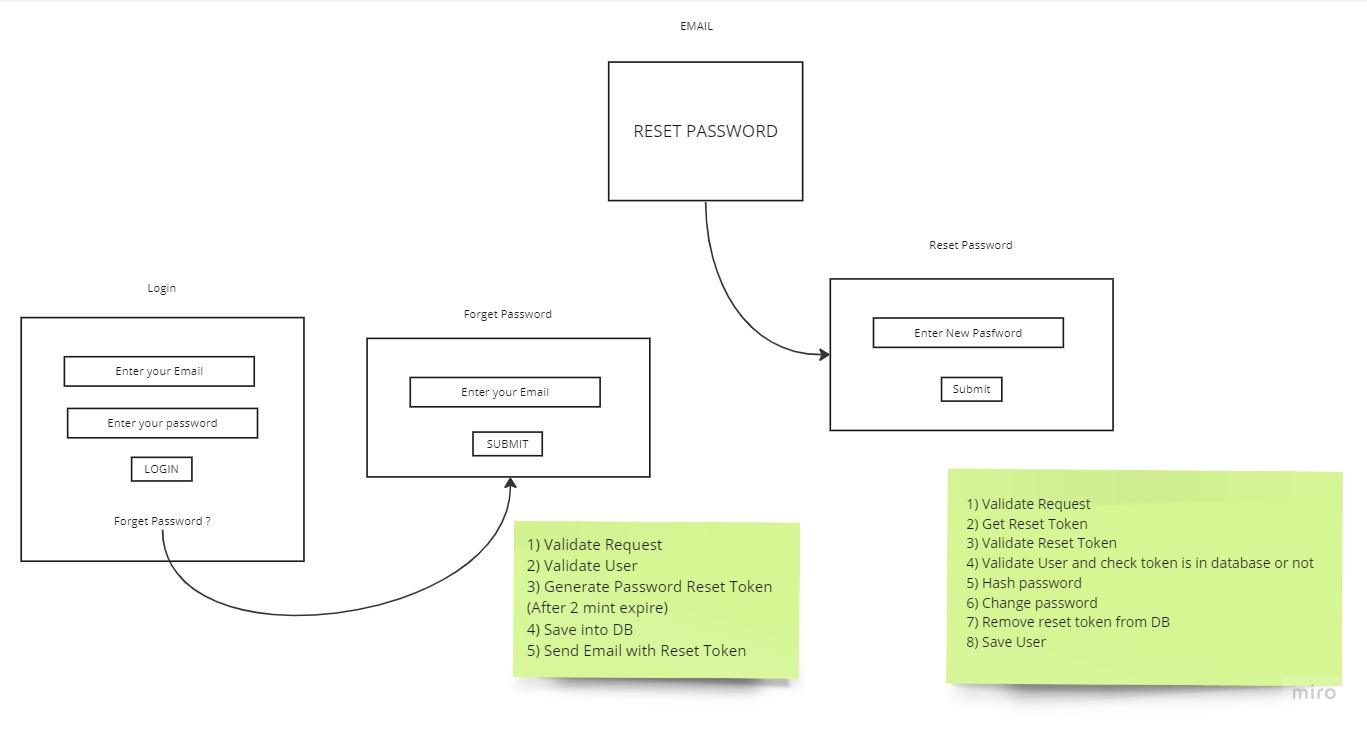 EMAIL
RESET PASSWORD
Reset Password
Enter New Pasfword
Submit
Login
Enter your Email
Enter your password
LOGIN
Forget Password ?
Forget Password
Enter your Email
SUBMIT
1) Validate Request
2) Validate User
3) Generate Password Reset Token
(After 2 mint expire)
4) Save into DB
5) Send Email with Reset Token
1) Validate Request
2) Get Reset Token
3) Validate Reset Token
4) Validate User and check token is in database or not
5) Hash password
6) Change password
7) Remove reset token from DB
8) Save User
miro